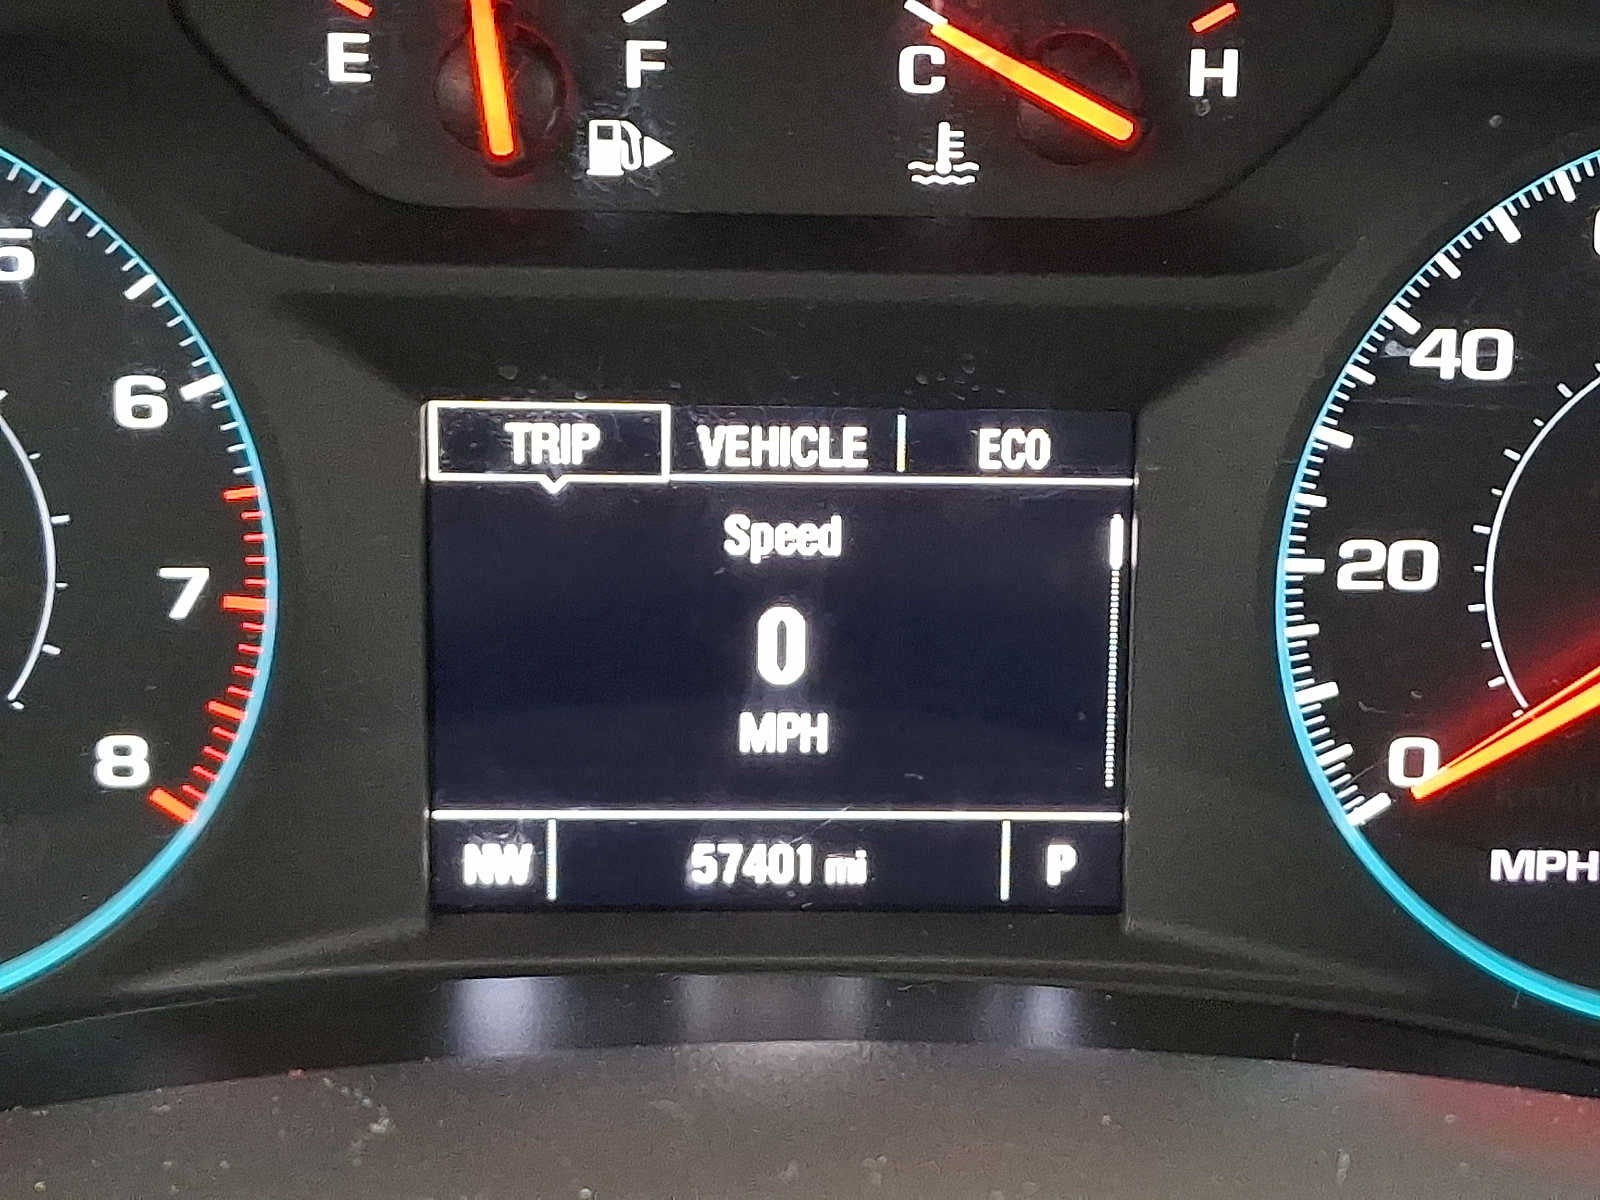 E F C H
5
6
7
8
TRIP VEHICLE ECO
Speed
0
MPH
NW 57401 mi P
40
20
0
MPH